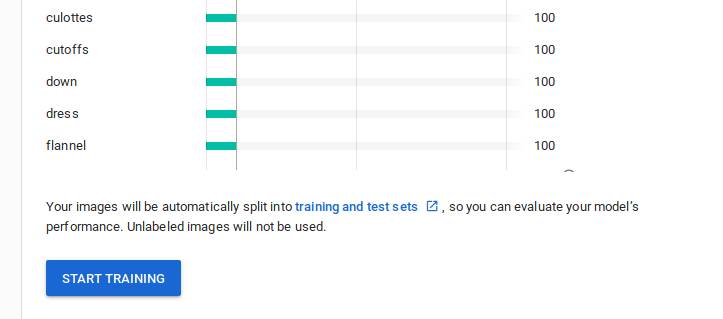 culottes 100
cutoffs 100
down 100
dress 100
flannel 100
Your images will be automatically split into training and test sets , so you can evaluate your model's
performance. Unlabeled images will not be used.
START TRAINING